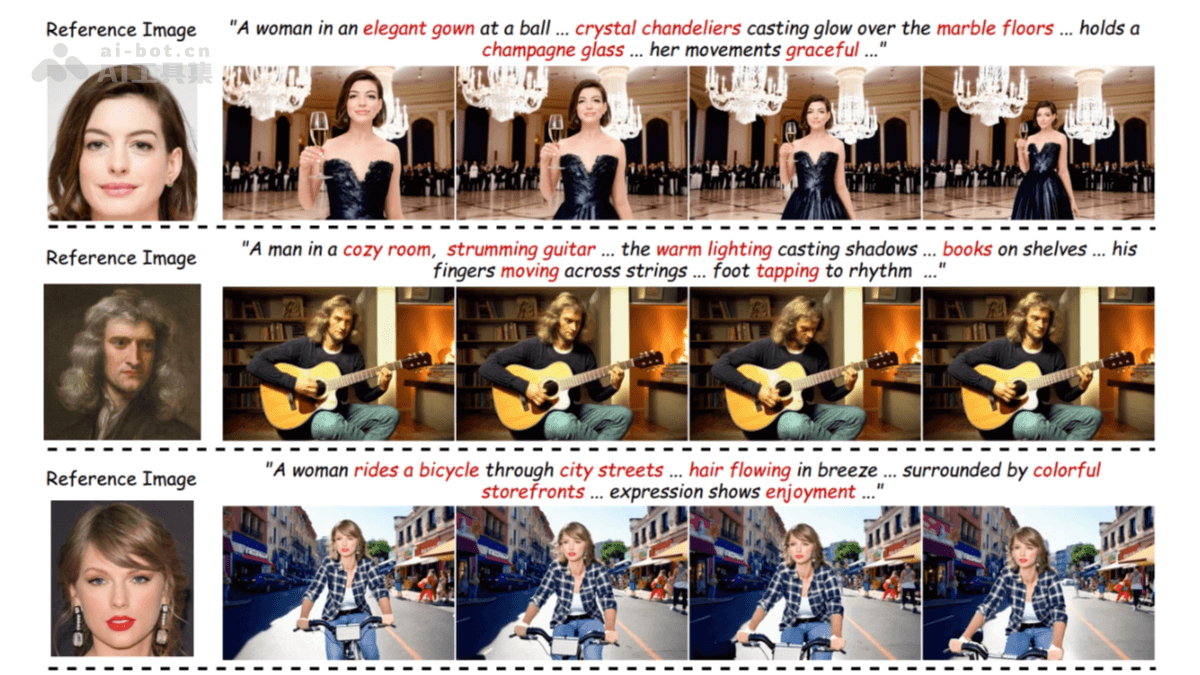 Reference Image
ai-bot.cn
AI工具集
"A woman in an elegant gown at a ball ... crystal chandeliers casting glow over the marble floors ... holds a
champagne glass ... her movements graceful ..."
Reference Image
"A man in a cozy room, strumming guitar ... the warm lighting casting shadows ... books on shelves ... his
fingers moving across strings ... foot tapping to rhythm ..."
Reference Image
"A woman rides a bicycle through city streets ... hair flowing in breeze ... surrounded by colorful
storefronts ... expression shows enjoyment ..."